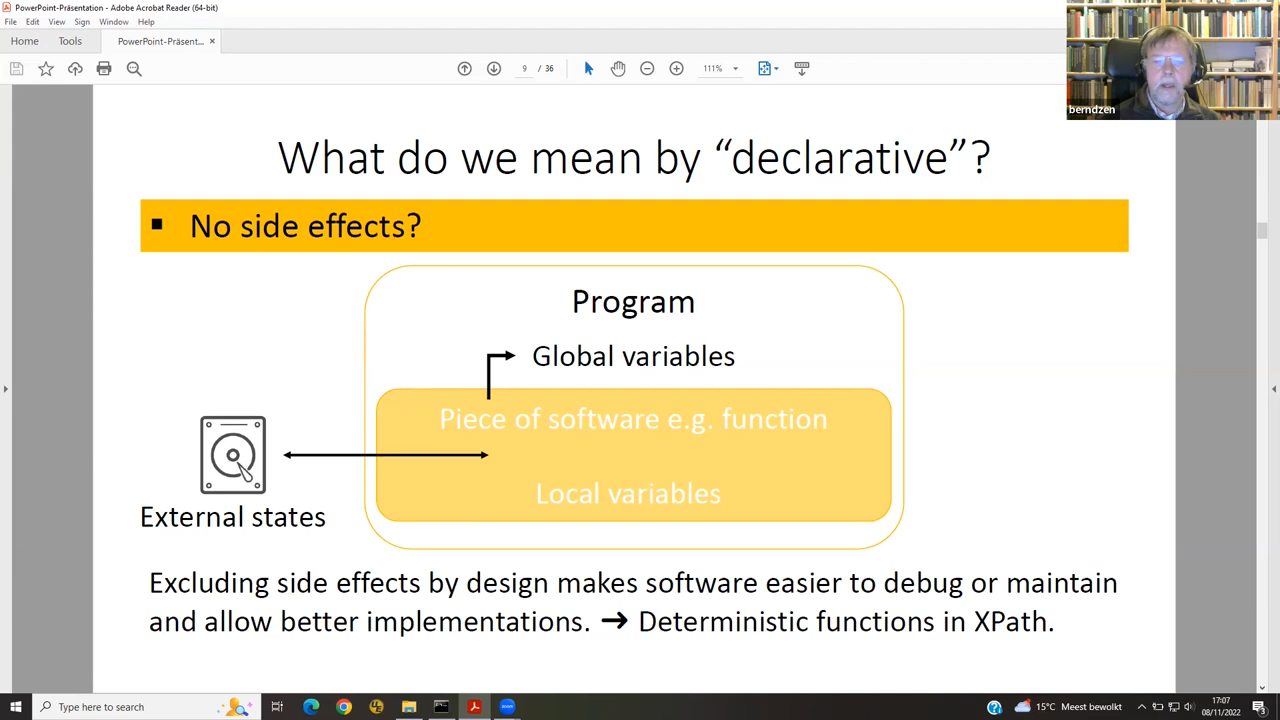 PowerPoint-Präsentation - Adobe Acrobat Reader (64-bit)
File Edit View Sign Window Help
Home Tools PowerPoint-Präsent... ×
9 / 36 111%
berndzen
What do we mean by “declarative”?
▪ No side effects?
Program
Global variables
Piece of software e.g. function
Local variables
External states
Excluding side effects by design makes software easier to debug or maintain
and allow better implementations. → Deterministic functions in XPath.
Type here to search
15°C Meest bewolkt
17:07
08/11/2022
3